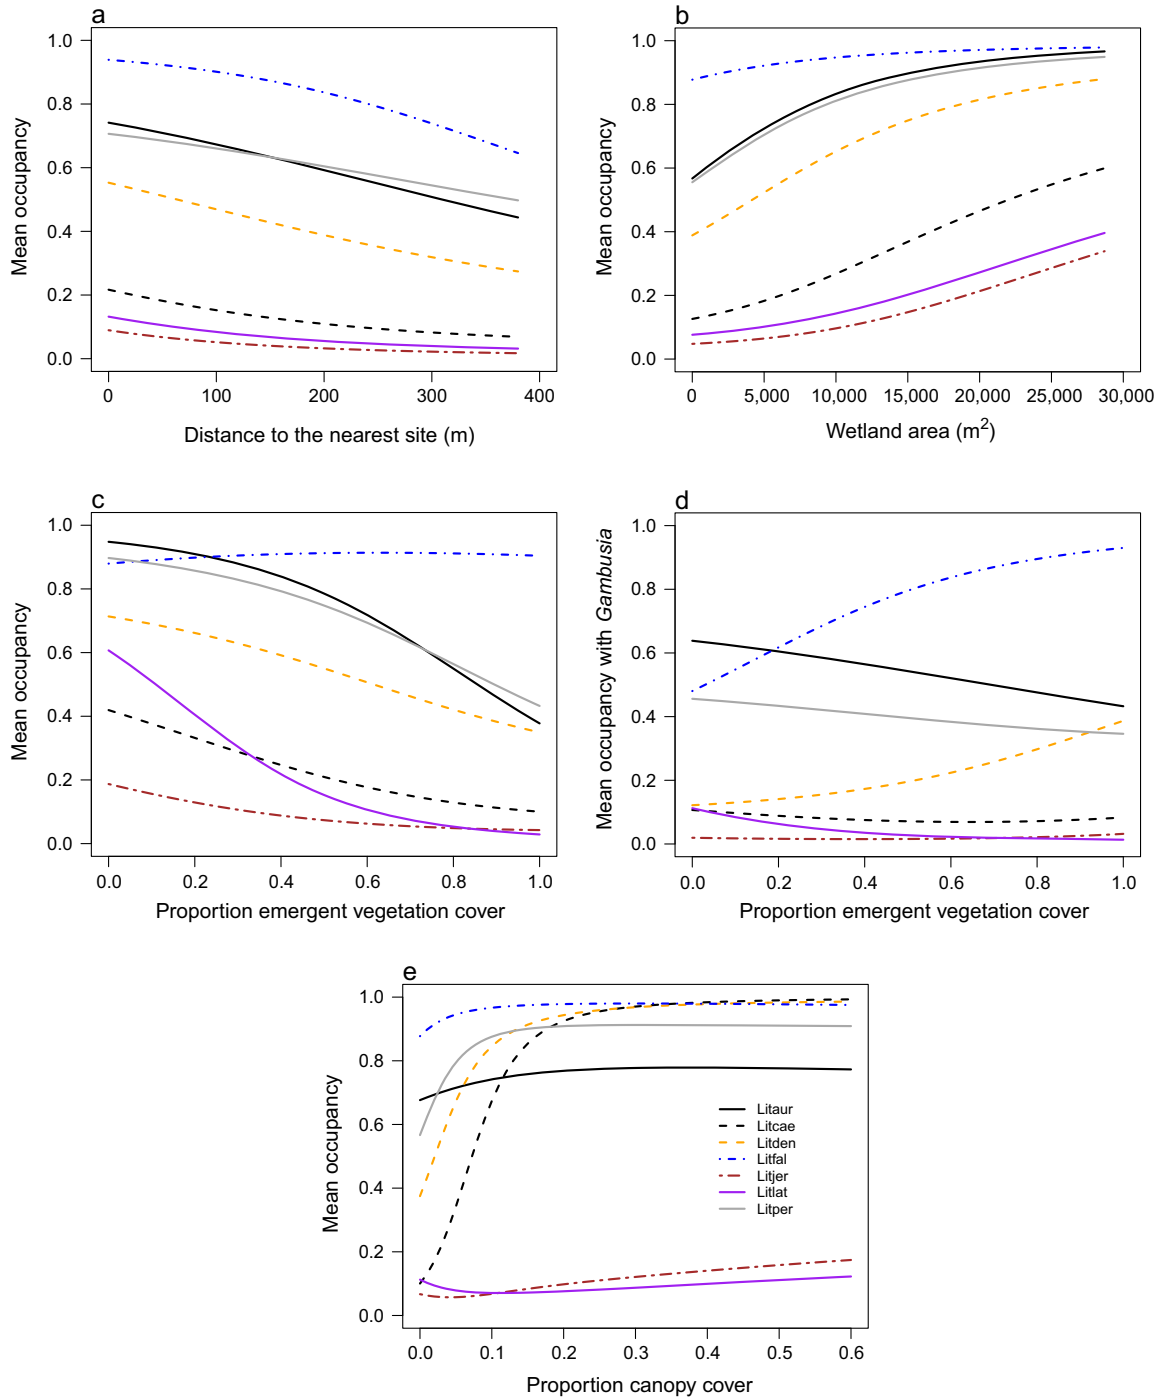 a
1.0
0.8
0.6
0.4
0.2
0.0
Mean occupancy
0 100 200 300 400
Distance to the nearest site (m)
b
1.0
0.8
0.6
0.4
0.2
0.0
Mean occupancy
0 5,000 10,000 15,000 20,000 25,000 30,000
Wetland area (m²)
c
1.0
0.8
0.6
0.4
0.2
0.0
Mean occupancy
0.0 0.2 0.4 0.6 0.8 1.0
Proportion emergent vegetation cover
d
1.0
0.8
0.6
0.4
0.2
0.0
Mean occupancy with Gambusia
0.0 0.2 0.4 0.6 0.8 1.0
Proportion emergent vegetation cover
e
1.0
0.8
0.6
0.4
0.2
0.0
Mean occupancy
Litaur
Litcae
Litden
Litfal
Litjer
Litlat
Litper
0.0 0.1 0.2 0.3 0.4 0.5 0.6
Proportion canopy cover